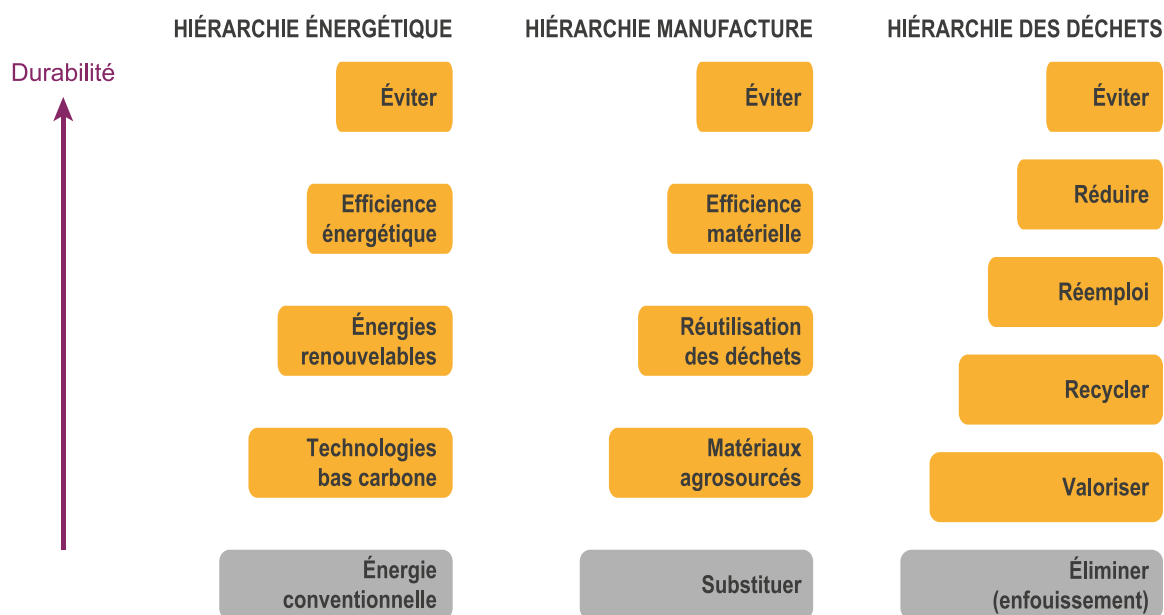 HIÉRARCHIE ÉNERGÉTIQUE
HIÉRARCHIE MANUFACTURE
HIÉRARCHIE DES DÉCHETS
Durabilité
Éviter
Efficience
énergétique
Énergies
renouvelables
Technologies
bas carbone
Énergie
conventionnelle
Éviter
Efficience
matérielle
Réutilisation
des déchets
Matériaux
agrosourcés
Substituer
Éviter
Réduire
Réemploi
Recycler
Valoriser
Éliminer
(enfouissement)